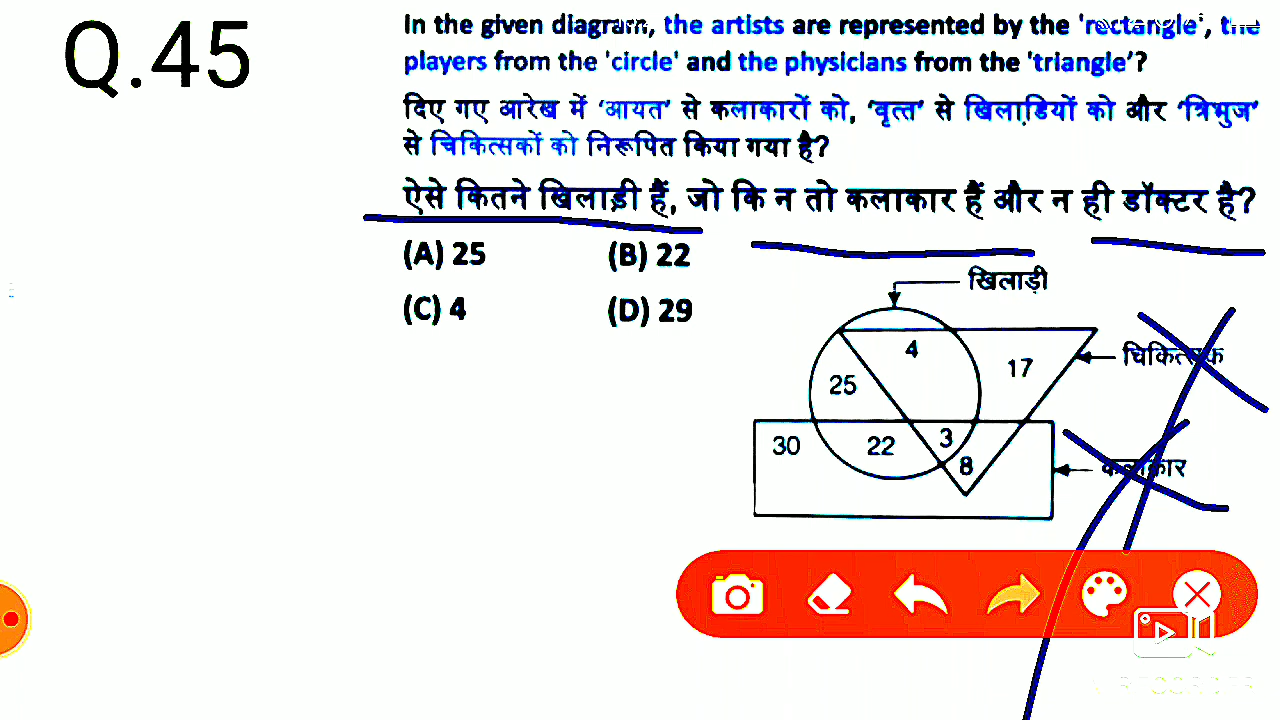 Q.45
In the given diagram, the artists are represented by the 'rectangle', the
players from the 'circle' and the physicians from the 'triangle'?
दिए गए आरेख में ‘आयत’ से कलाकारों को, ‘वृत्त’ से खिलाड़ियों को और ‘त्रिभुज’
से चिकित्सकों को निरूपित किया गया है?
ऐसे कितने खिलाड़ी हैं, जो कि न तो कलाकार हैं और न ही डॉक्टर है?
(A) 25 (B) 22
(C) 4 (D) 29
खिलाड़ी
4
17
चिकित्सक
25
30
22
3
8
कलाकार